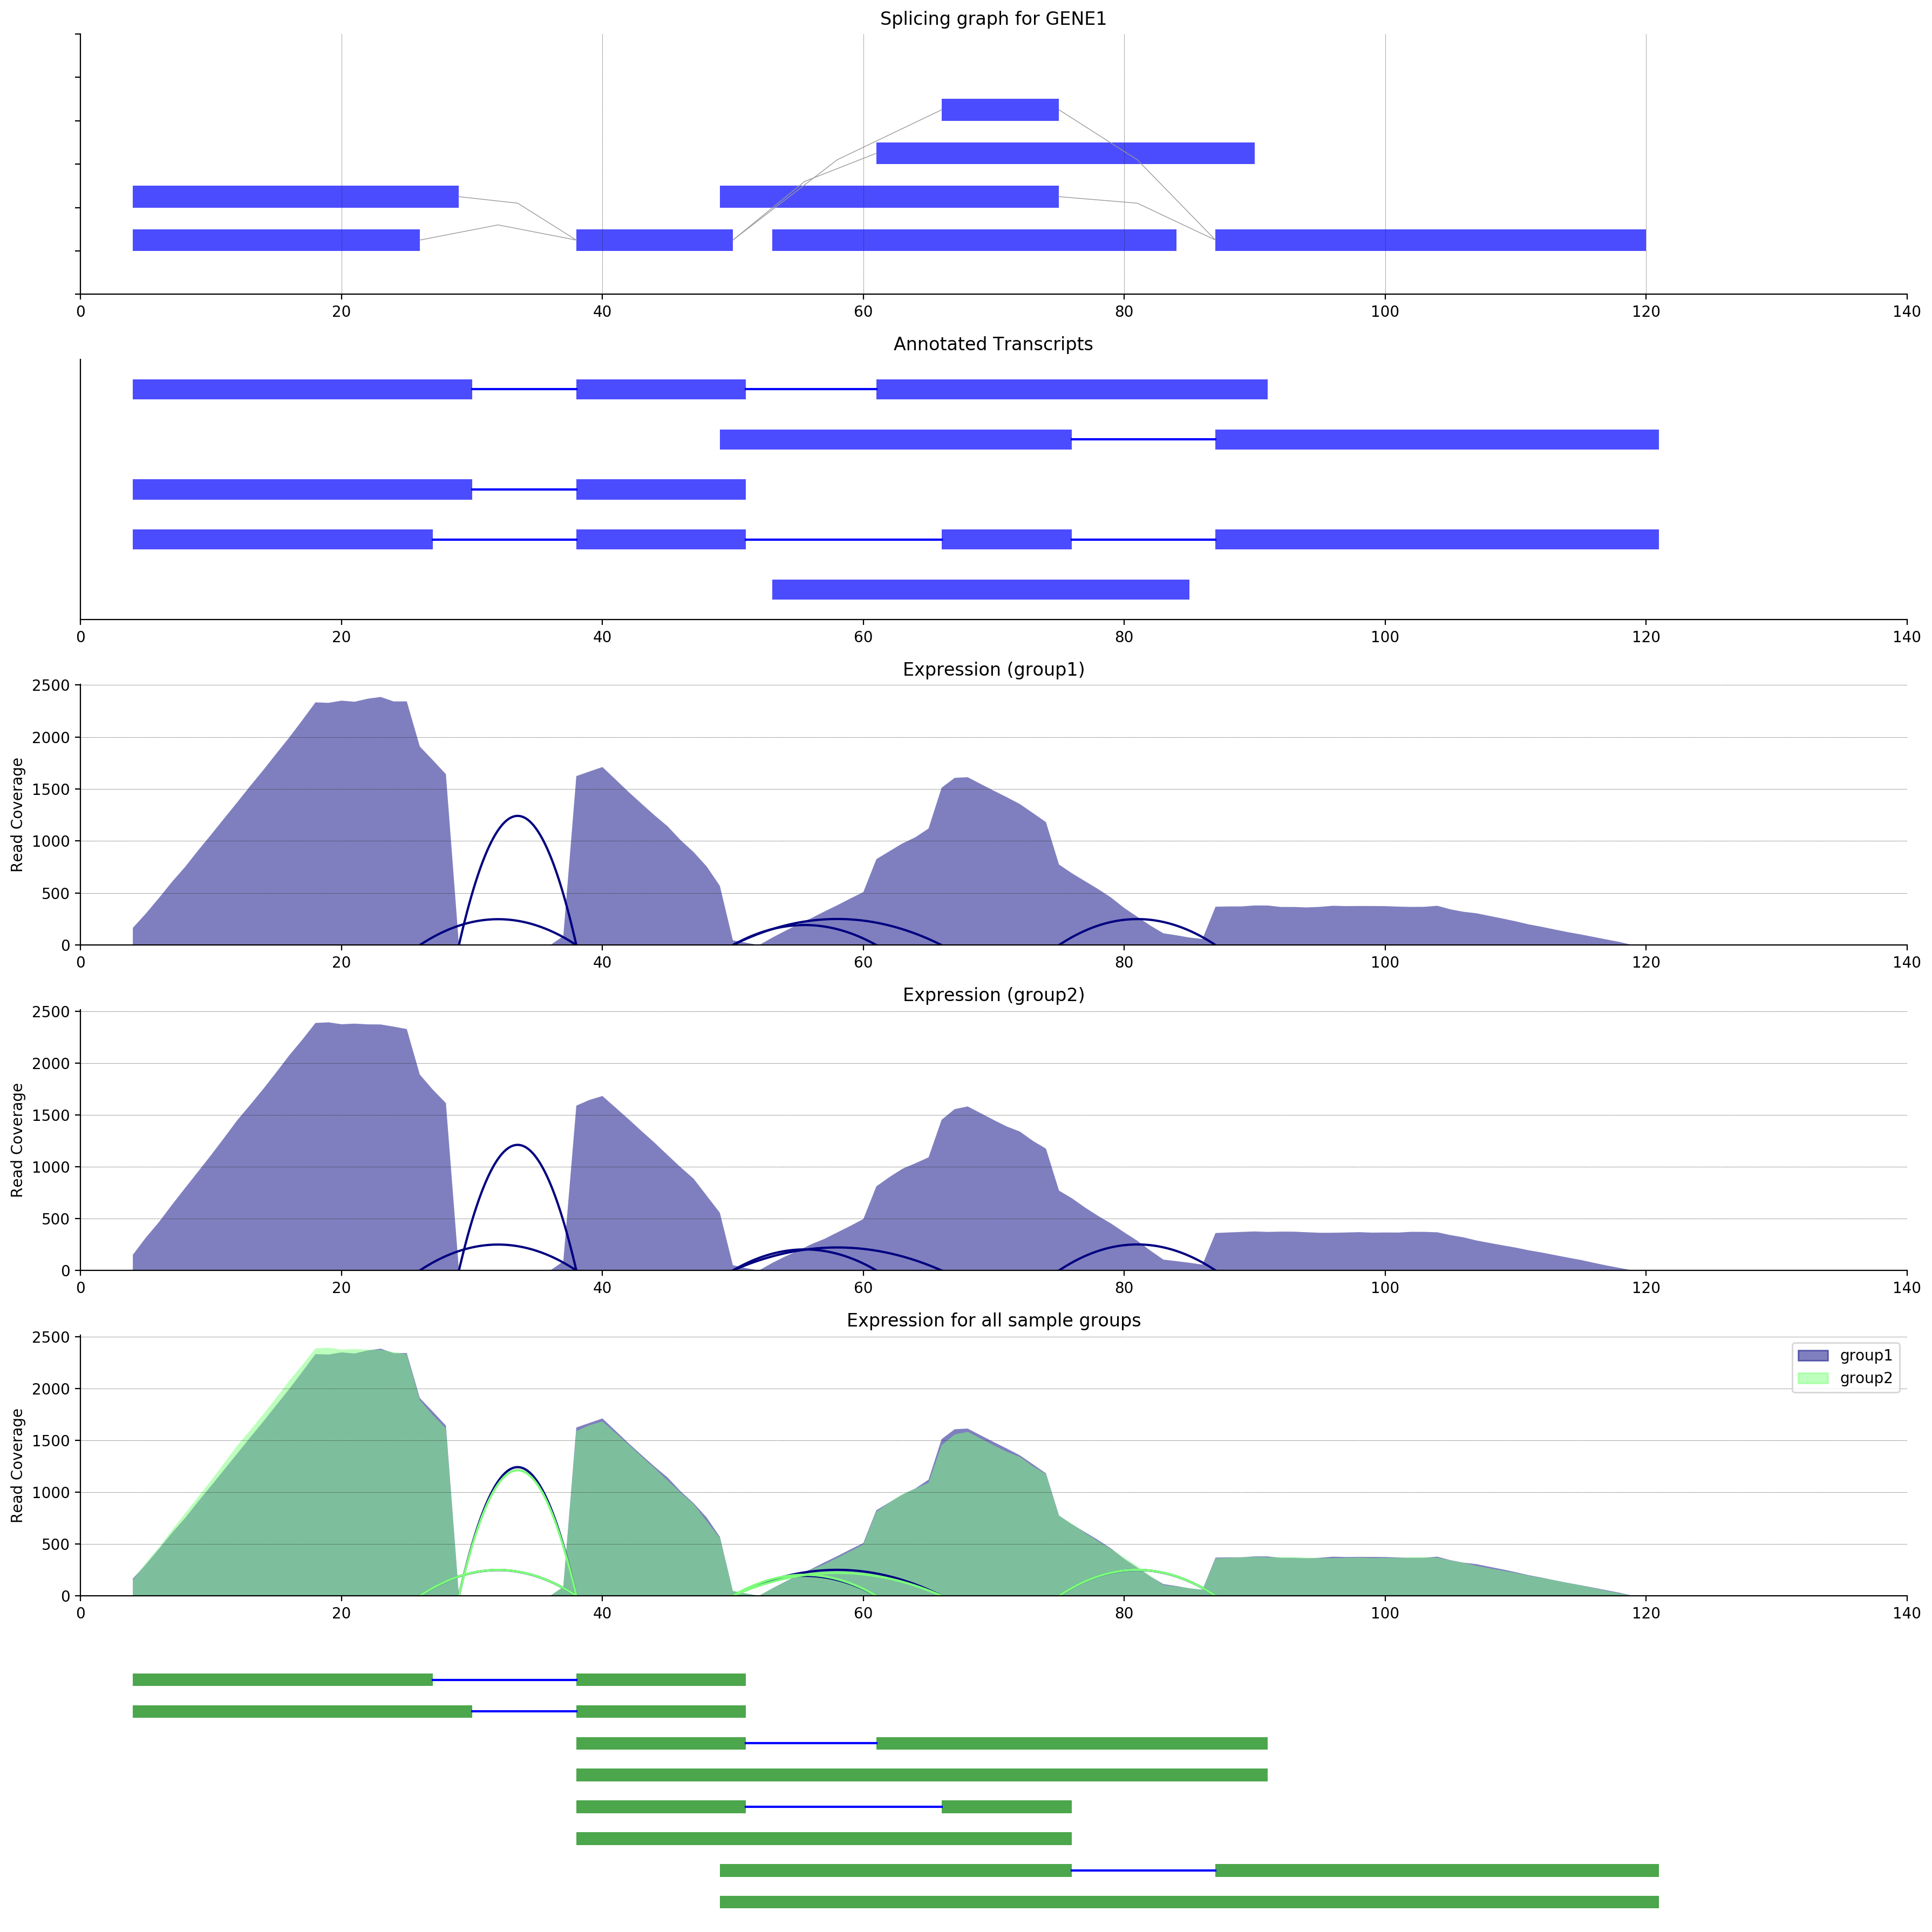 Splicing graph for GENE1
0 20 40 60 80 100 120 140
Annotated Transcripts
0 20 40 60 80 100 120 140
Expression (group1)
Read Coverage
2500
2000
1500
1000
500
0
0 20 40 60 80 100 120 140
Expression (group2)
Read Coverage
2500
2000
1500
1000
500
0
0 20 40 60 80 100 120 140
Expression for all sample groups
Read Coverage
2500
2000
1500
1000
500
0
group1
group2
0 20 40 60 80 100 120 140